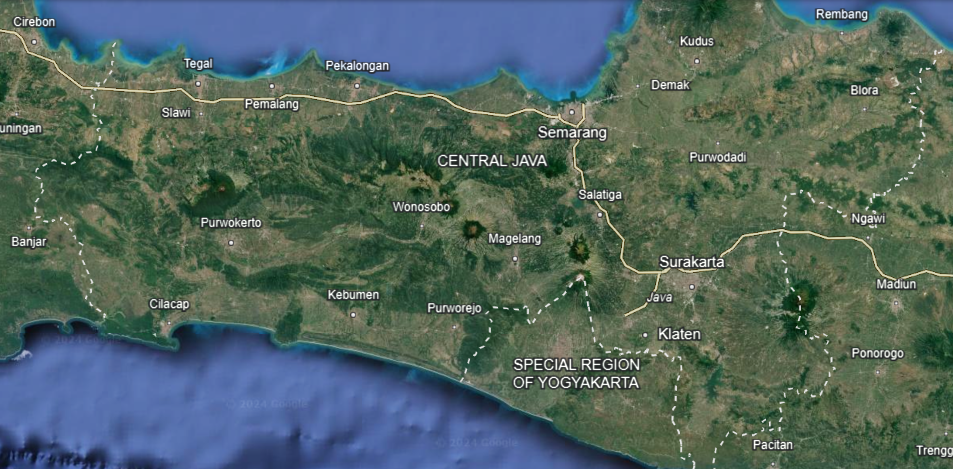 Rembang
Cirebon
Kudus
Tegal
Pekalongan
Demak
Blora
Pemalang
Slawi
uningan
Semarang
CENTRAL JAVA
Purwodadi
Salatiga
Wonosobo
Ngawi
Purwokerto
Banjar
Magelang
Surakarta
Madiun
Kebumen
Java
Cilacap
Purworejo
Klaten
© 2024 Google
Ponorogo
SPECIAL REGION
OF YOGYAKARTA
© 2024 Google
© 2024 Google
Pacitan
Trengg